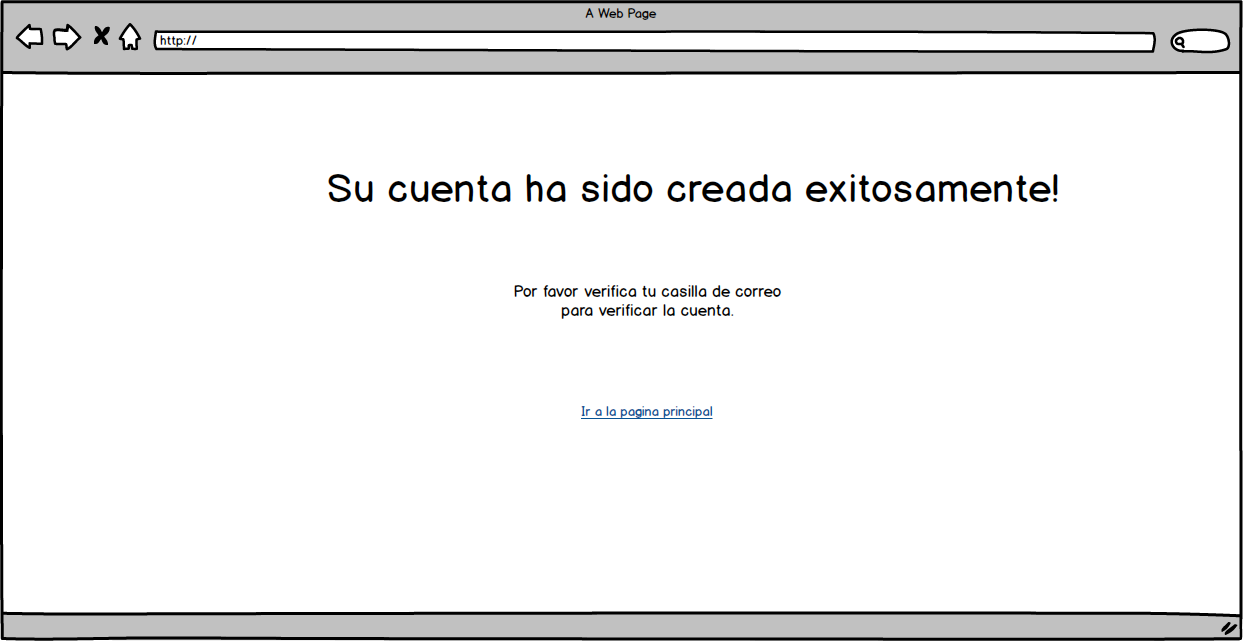 A Web Page
http://
Su cuenta ha sido creada exitosamente!
Por favor verifica tu casilla de correo
para verificar la cuenta.
Ir a la pagina principal